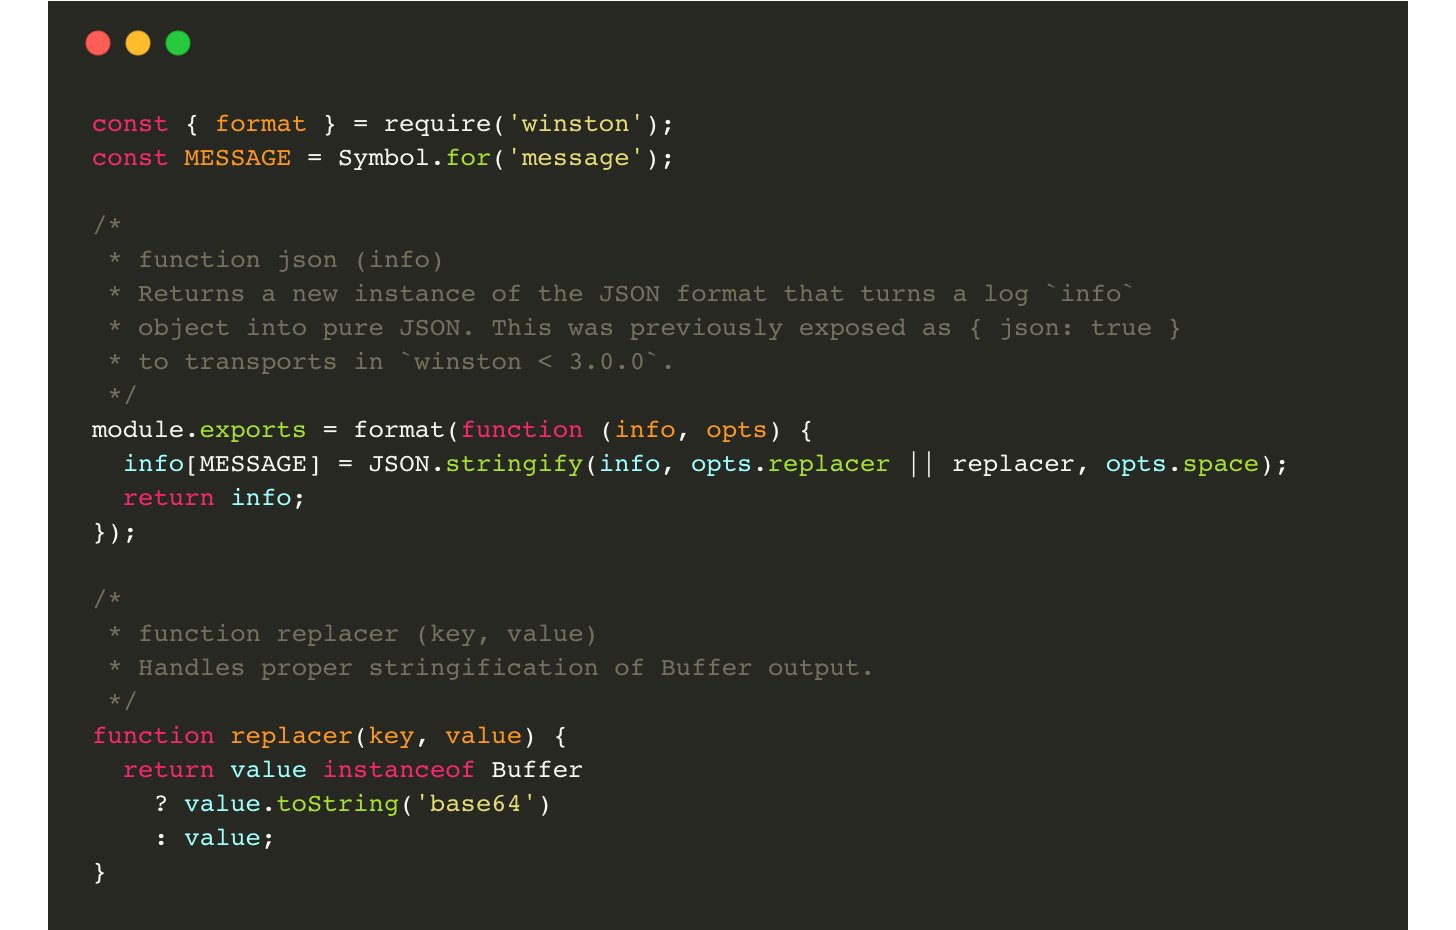 const { format } = require('winston');
const MESSAGE = Symbol.for('message');

/*
 * function json (info)
 * Returns a new instance of the JSON format that turns a log `info`
 * object into pure JSON. This was previously exposed as { json: true }
 * to transports in `winston < 3.0.0`.
 */
module.exports = format(function (info, opts) {
  info[MESSAGE] = JSON.stringify(info, opts.replacer || replacer, opts.space);
  return info;
});

/*
 * function replacer (key, value)
 * Handles proper stringification of Buffer output.
 */
function replacer(key, value) {
  return value instanceof Buffer
    ? value.toString('base64')
    : value;
}